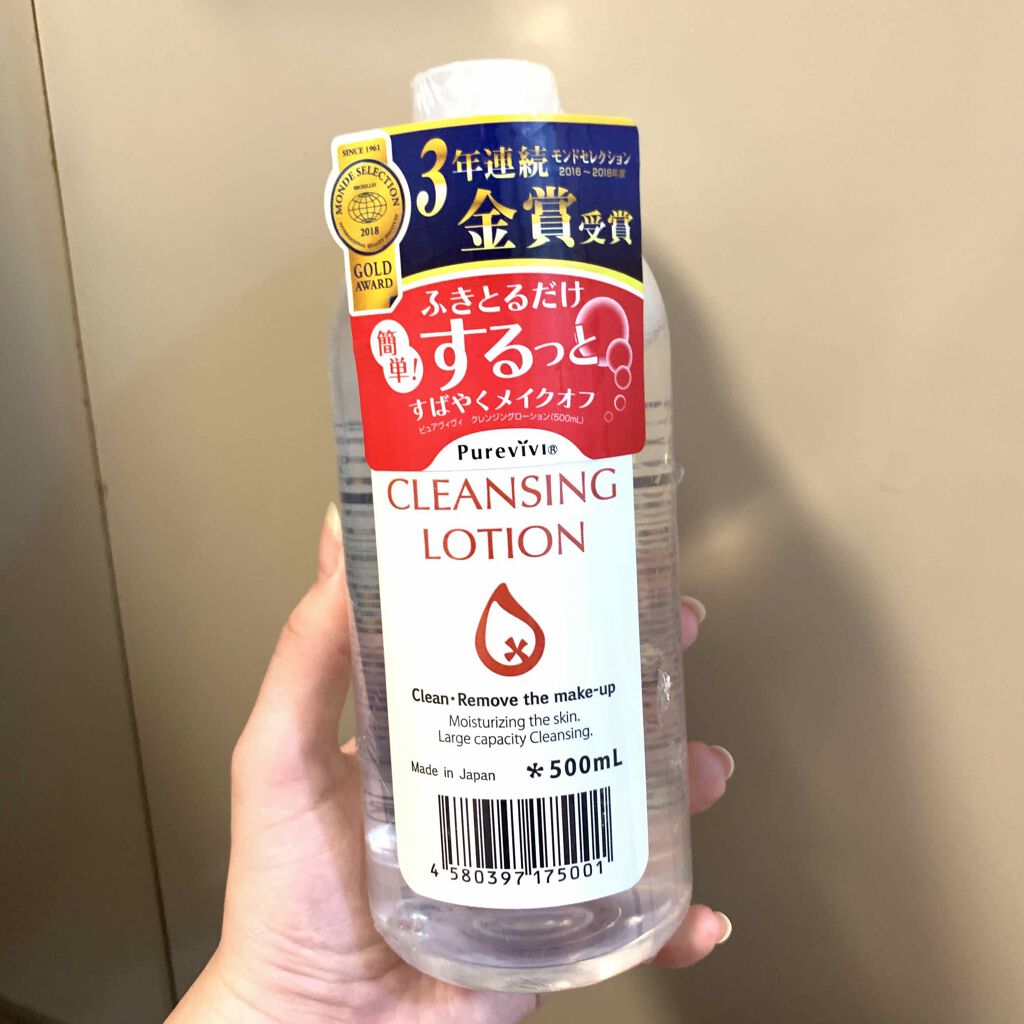 SINCE 1961
MONDE SELECTION
BRUXELLES
2018
GOLD
AWARD
3年連続 モンドセレクション
2016～2018年度
金賞受賞
ふきとるだけ
簡単!
するっと
すばやくメイクオフ
ピュアヴィヴィ クレンジングローション(500mL)
Purevivi®
CLEANSING
LOTION
Clean・Remove the make-up
Moisturizing the skin.
Large capacity Cleansing.
Made in Japan *500mL
4 580397 175001